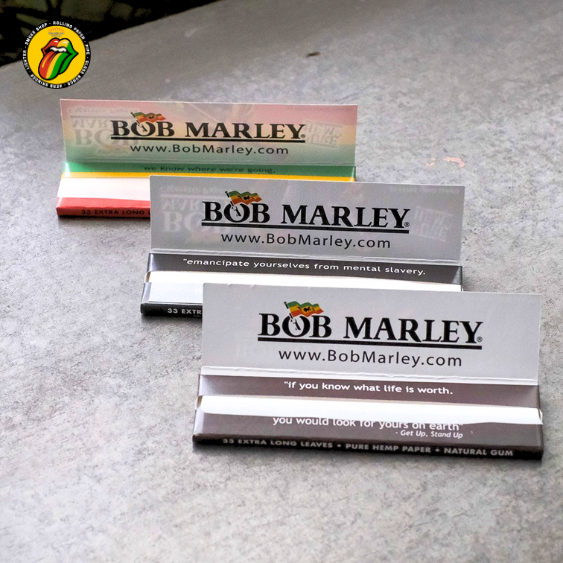 BOB MARLEY
www.BobMarley.com
we know where we're going,
33 EXTRA LONG
BOB MARLEY®
www.BobMarley.com
"emancipate yourselves from mental slavery.
33 EXTR
BOB MARLEY®
www.BobMarley.com
"if you know what life is worth.
you would look for yours on earth"
- Get Up, Stand Up
33 EXTRA LONG LEAVES • PURE HEMP PAPER • NATURAL GUM